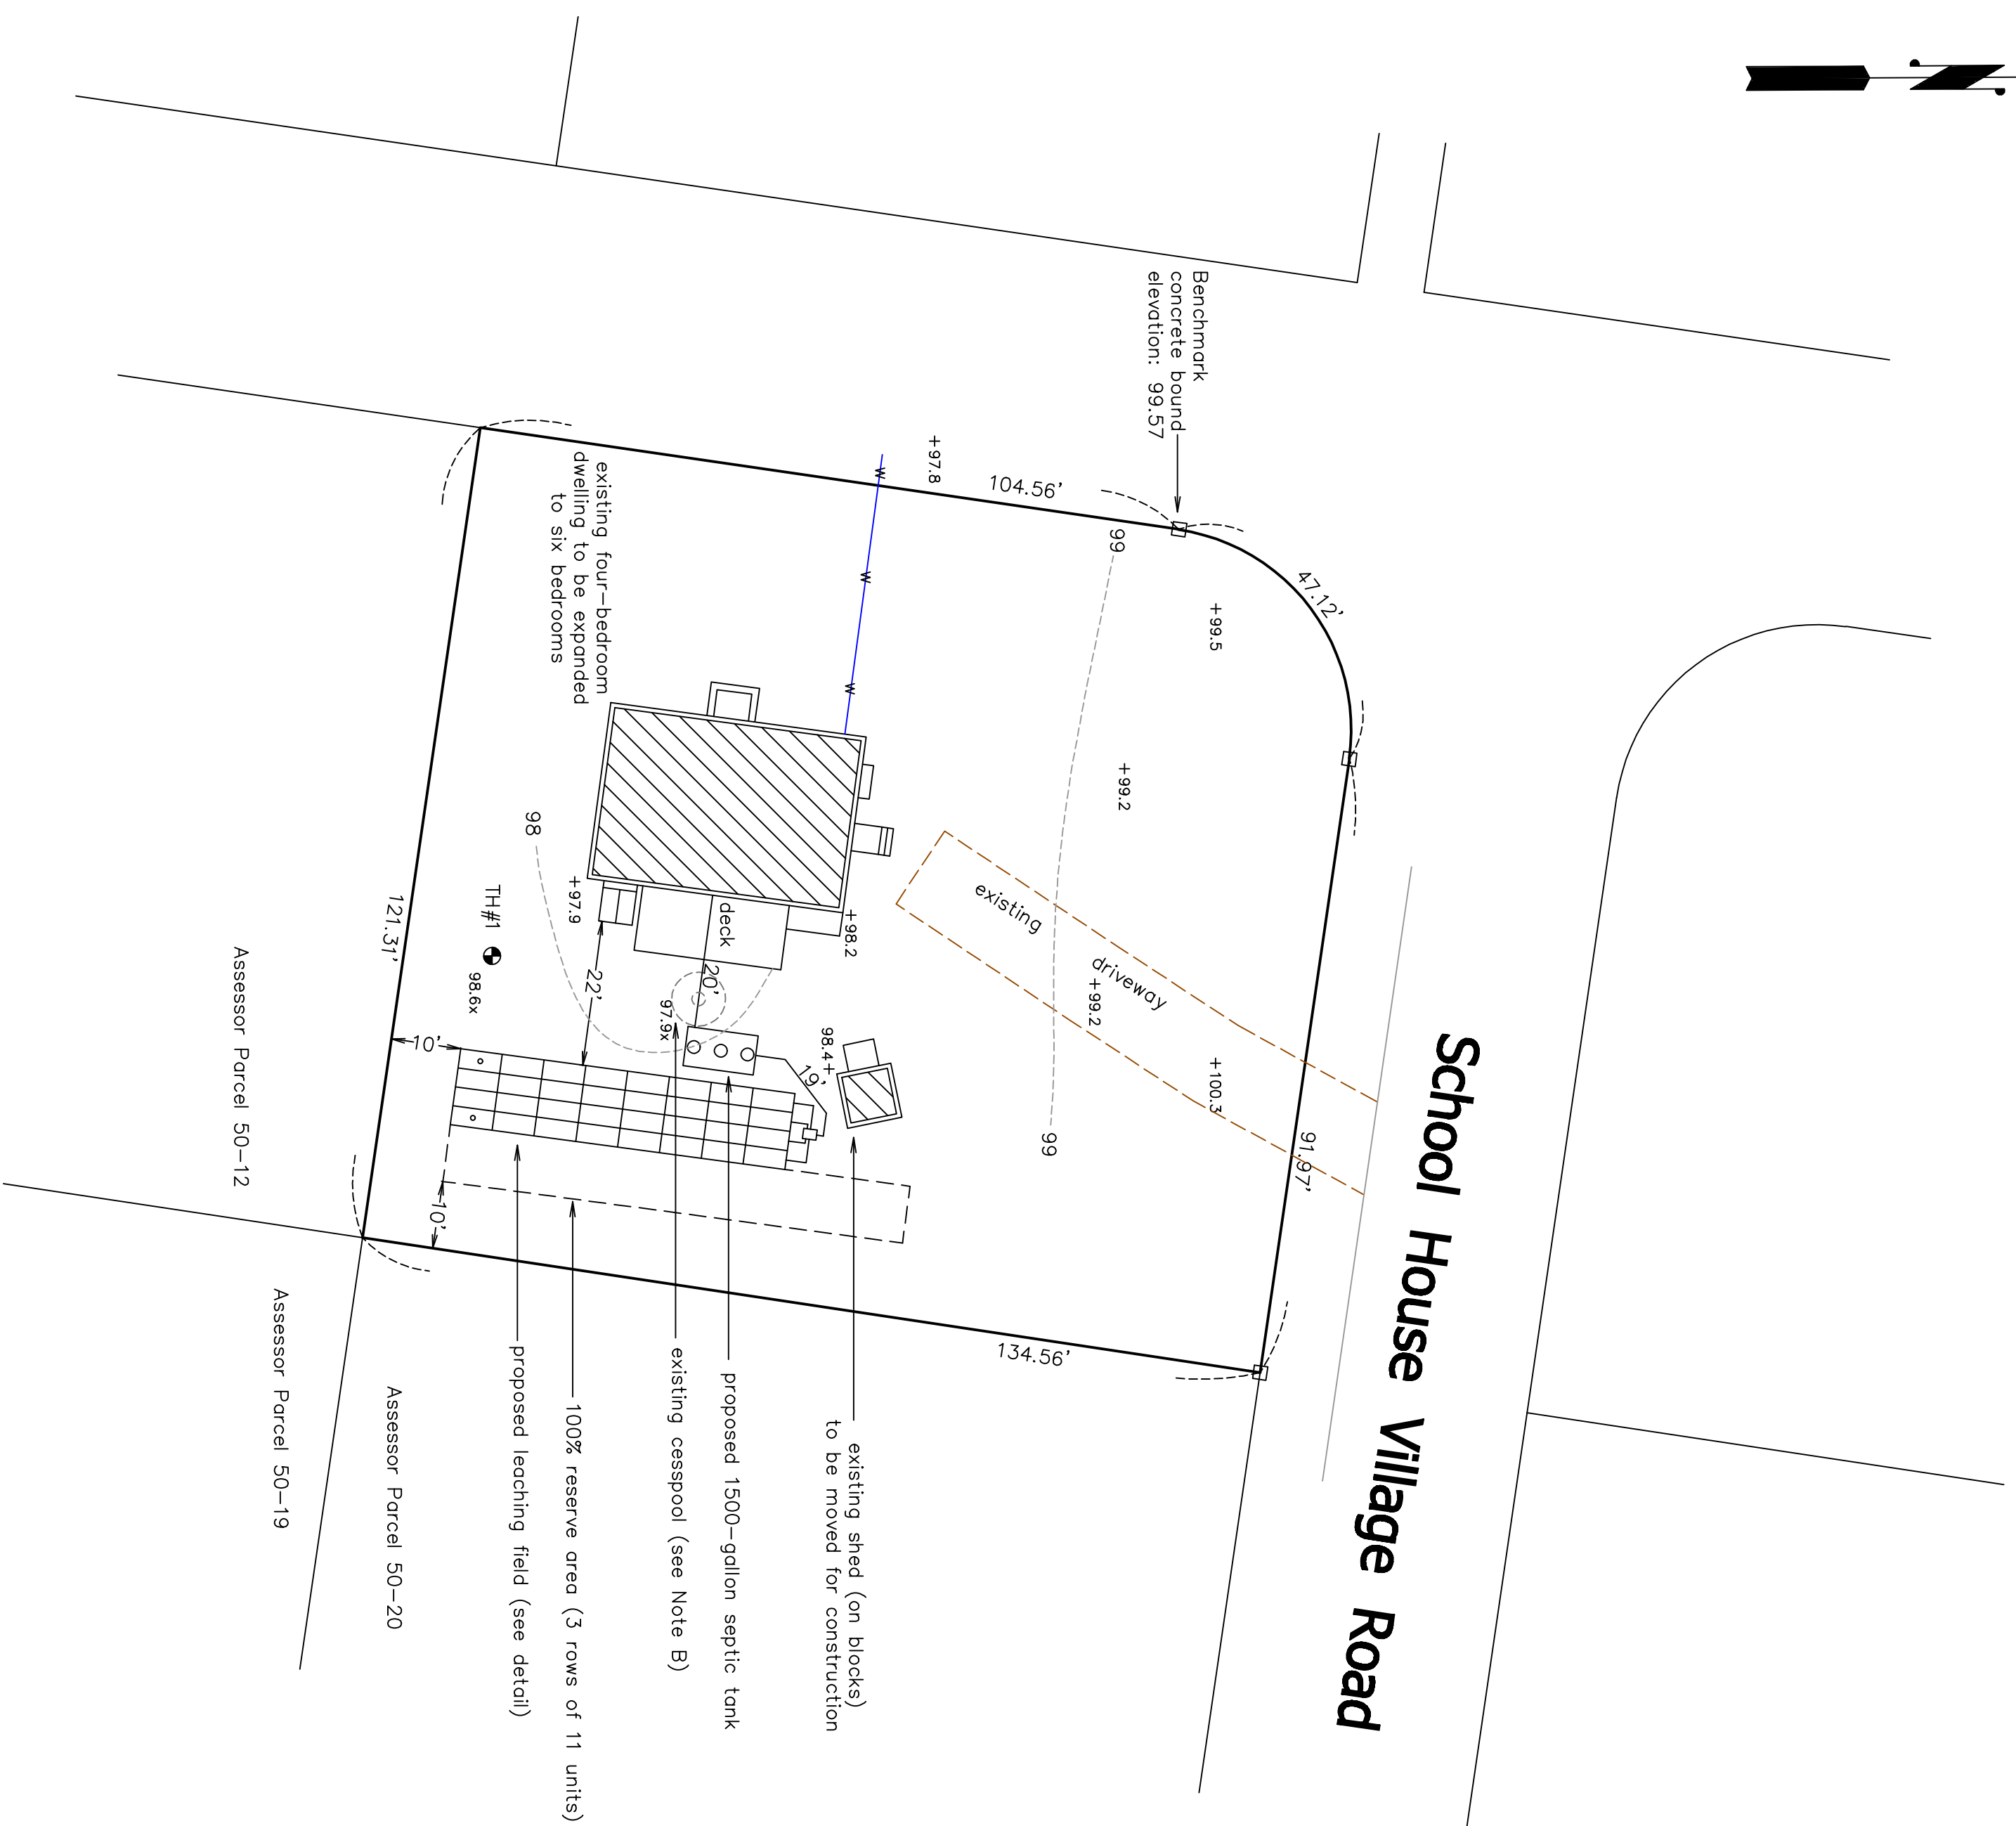 N
Benchmark
concrete bound
elevation: 99.57
47.12'
104.56'
+97.8
W
W
W
99
+99.5
+99.2
existing four-bedroom
dwelling to be expanded
to six bedrooms
98
+97.9
+98.2
deck
20'
22'
TH#1
98.6x
97.9x
98.4+
19'
10'
10'
existing
driveway
+99.2
+100.3
99
91.97'
121.31'
134.56'
School House Village Road
Assessor Parcel 50-12
Assessor Parcel 50-19
Assessor Parcel 50-20
existing shed (on blocks)
to be moved for construction
proposed 1500-gallon septic tank
existing cesspool (see Note B)
100% reserve area (3 rows of 11 units)
proposed leaching field (see detail)